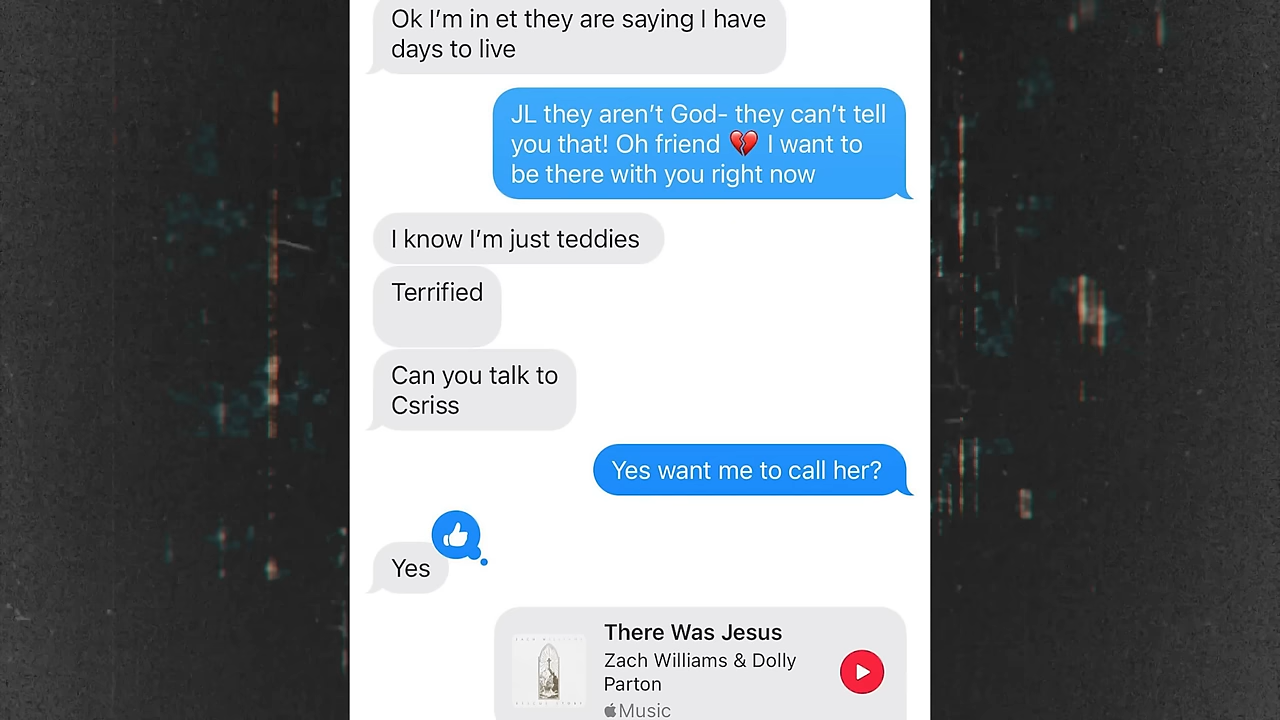 Ok I’m in et they are saying I have
days to live
JL they aren’t God- they can’t tell
you that! Oh friend 💔 I want to
be there with you right now
I know I’m just teddies
Terrified
Can you talk to
Csriss
Yes want me to call her?
Yes
There Was Jesus
Zach Williams & Dolly
Parton
Music